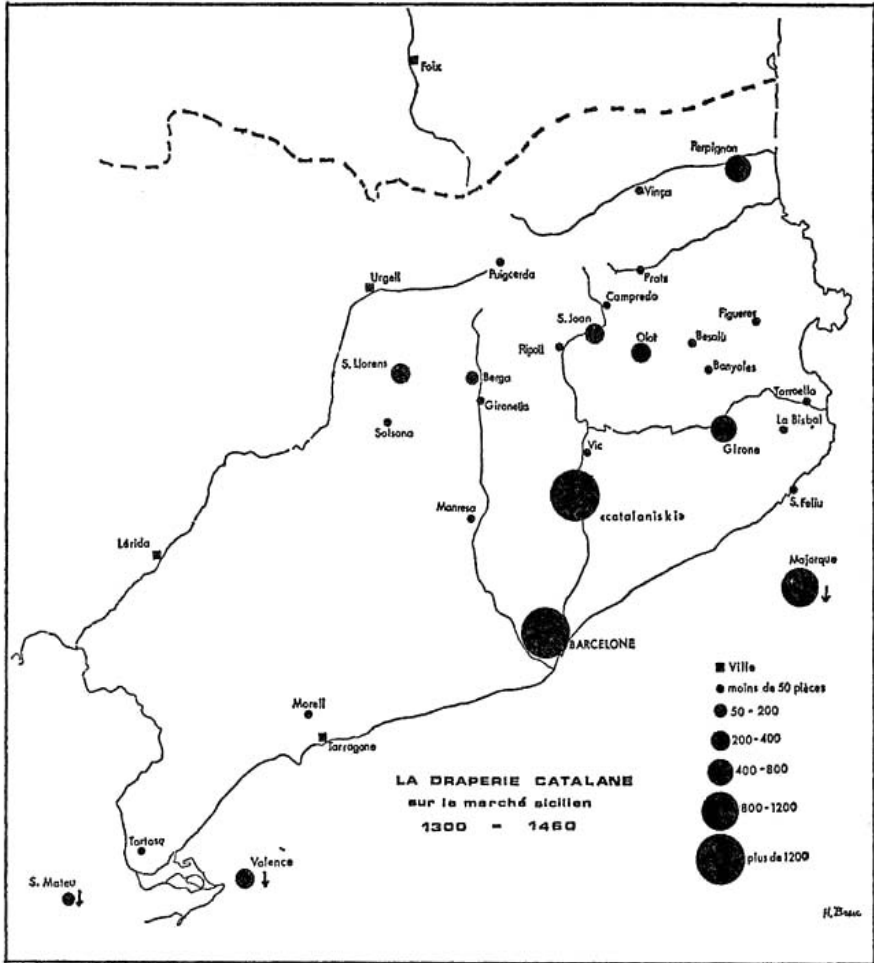 Foix
Perpignan
Vinça
Puigcerda
Urgell
Prats
Campredo
Figueres
S. Joan
Olot
Besalù
Ripoll
S. Llorens
Berga
Banyoles
Gironella
Torroella
La Bisbal
Solsona
Girone
Vic
S. Feliu
«catalaniski»
Manresa
Lérida
Majorque
BARCELONE
Ville
moins de 50 pièces
50 - 200
200-400
400-800
800-1200
plus de 1200
Morell
Tarragone
LA DRAPERIE CATALANE
sur le marché sicilien
1300 - 1460
Tortosa
Valence
S. Mateu
H. Bresc